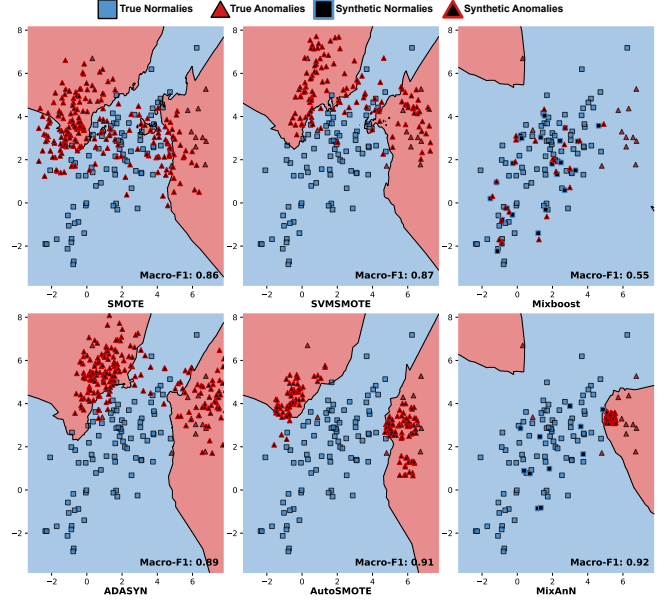 True Normalies True Anomalies Synthetic Normalies Synthetic Anomalies
8
6
4
2
0
−2
−2 0 2 4 6
Macro-F1: 0.86
SMOTE
8
6
4
2
0
−2
−2 0 2 4 6
Macro-F1: 0.87
SVMSMOTE
8
6
4
2
0
−2
−2 0 2 4 6
Macro-F1: 0.55
Mixboost
8
6
4
2
0
−2
−2 0 2 4 6
Macro-F1: 0.89
ADASYN
8
6
4
2
0
−2
−2 0 2 4 6
Macro-F1: 0.91
AutoSMOTE
8
6
4
2
0
−2
−2 0 2 4 6
Macro-F1: 0.92
MixAnN